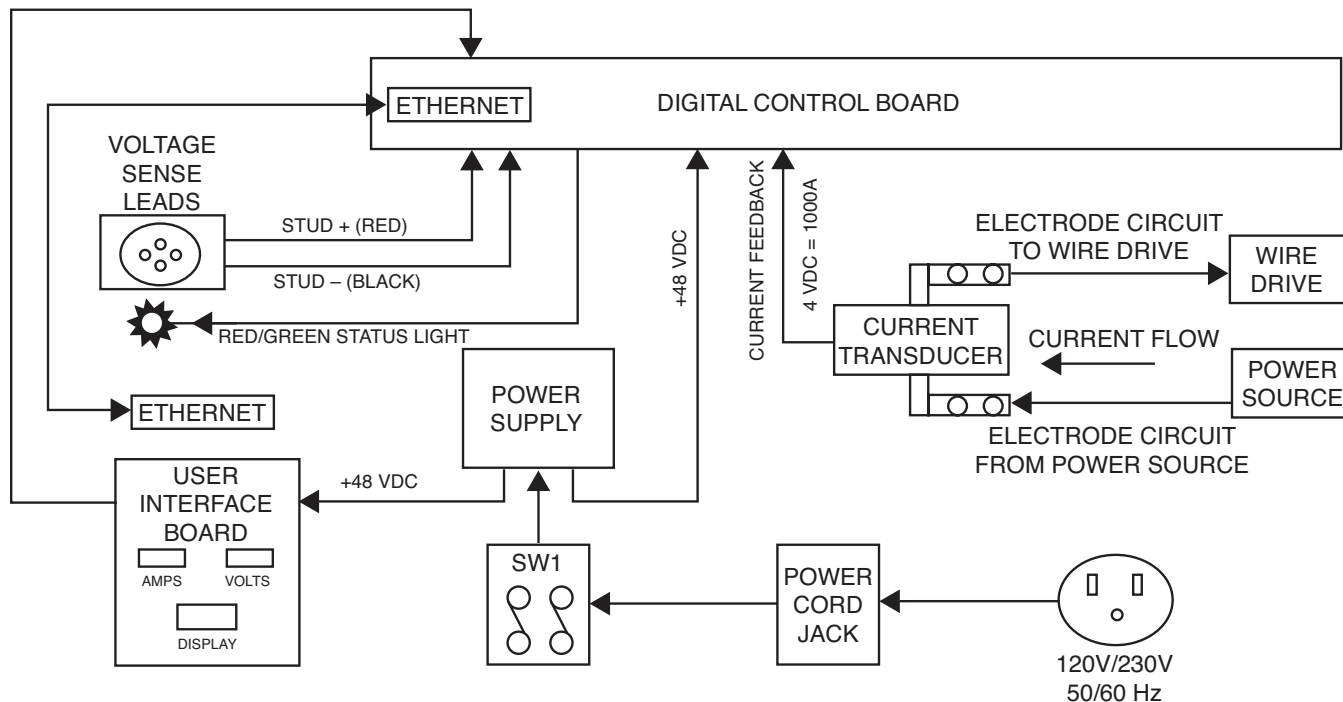 ETHERNET
DIGITAL CONTROL BOARD
VOLTAGE
SENSE
LEADS
STUD + (RED)
STUD – (BLACK)
RED/GREEN STATUS LIGHT
+48 VDC
CURRENT FEEDBACK
4 VDC = 1000A
ELECTRODE CIRCUIT
TO WIRE DRIVE
WIRE
DRIVE
CURRENT
TRANSDUCER
CURRENT FLOW
POWER
SOURCE
ELECTRODE CIRCUIT
FROM POWER SOURCE
POWER
SUPPLY
ETHERNET
USER
INTERFACE
BOARD
AMPS
VOLTS
DISPLAY
+48 VDC
SW1
POWER
CORD
JACK
120V/230V
50/60 Hz